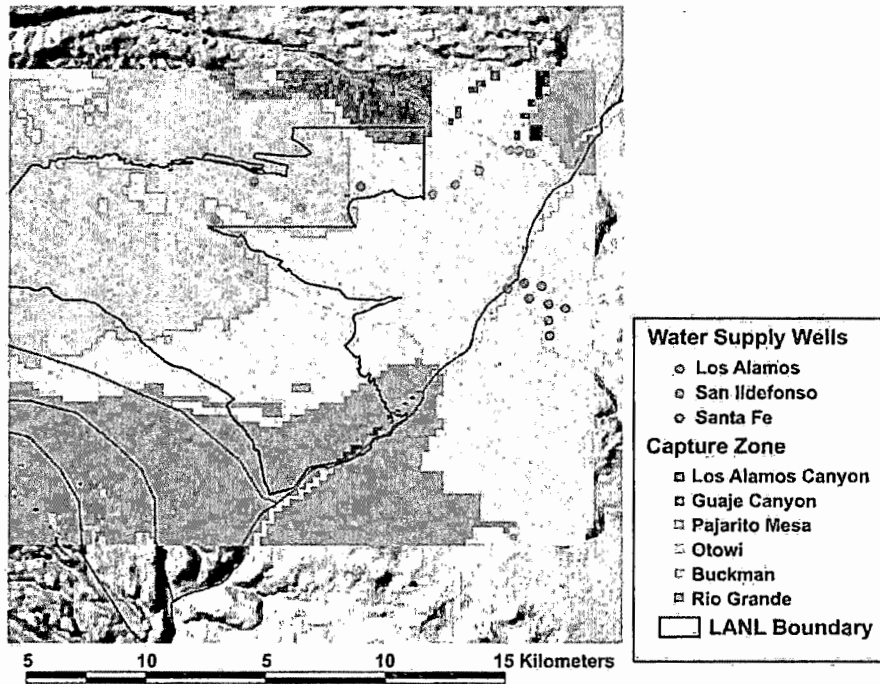 Water Supply Wells
Los Alamos
San Ildefonso
Santa Fe
Capture Zone
Los Alamos Canyon
Guaje Canyon
Pajarito Mesa
Otowi
Buckman
Rio Grande
LANL Boundary
5 10 5 10 15 Kilometers